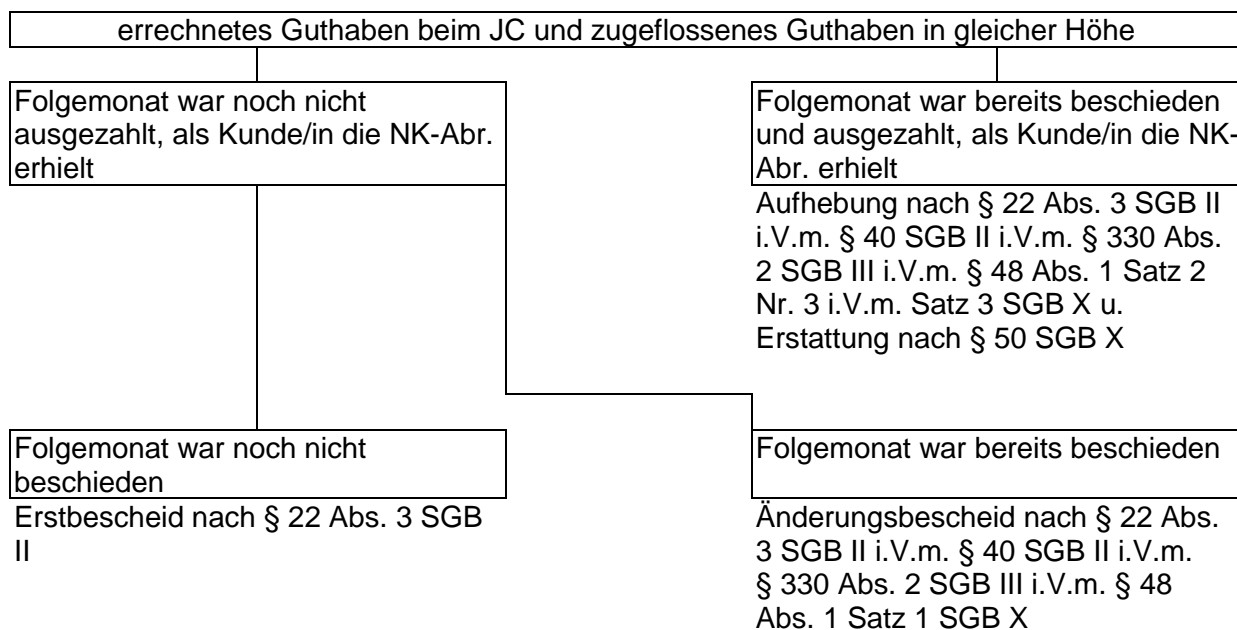 errechnetes Guthaben beim JC und zugeflossenes Guthaben in gleicher Höhe
Folgemonat war noch nicht
ausgezahlt, als Kunde/in die NK-Abr.
erhielt
Folgemonat war bereits beschieden
und ausgezahlt, als Kunde/in die NK-
Abr. erhielt
Aufhebung nach § 22 Abs. 3 SGB II
i.V.m. § 40 SGB II i.V.m. § 330 Abs.
2 SGB III i.V.m. § 48 Abs. 1 Satz 2
Nr. 3 i.V.m. Satz 3 SGB X u.
Erstattung nach § 50 SGB X
Folgemonat war noch nicht
beschieden
Erstbescheid nach § 22 Abs. 3 SGB
II
Folgemonat war bereits beschieden
Änderungsbescheid nach § 22 Abs.
3 SGB II i.V.m. § 40 SGB II i.V.m.
§ 330 Abs. 2 SGB III i.V.m. § 48
Abs. 1 Satz 1 SGB X